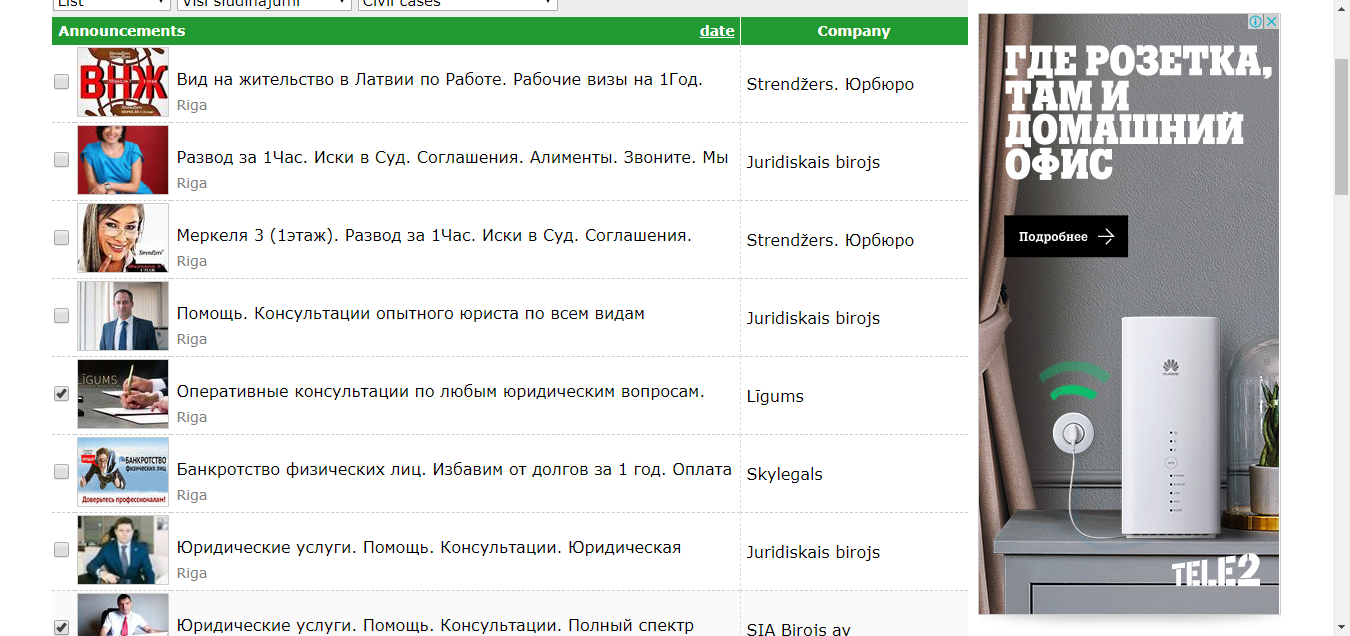 List
Visi sludinājumi
Civil cases
Announcements
date
Company
ВНЖ
Вид на жительство в Латвии по Работе. Рабочие визы на 1Год.
Riga
Strendžers. Юрбюро
Развод за 1Час. Иски в Суд. Соглашения. Алименты. Звоните. Мы
Riga
Juridiskais birojs
Strendžers
Меркеля 3 (1этаж). Развод за 1Час. Иски в Суд. Соглашения.
Riga
Strendžers. Юрбюро
Помощь. Консультации опытного юриста по всем видам
Riga
Juridiskais birojs
LĪGUMS
Оперативные консультации по любым юридическим вопросам.
Riga
Līgums
БАНКРОТСТВО
физических лиц
Доверьтесь профессионалам!
Банкротство физических лиц. Избавим от долгов за 1 год. Оплата
Riga
Skylegals
Юридические услуги. Помощь. Консультации. Юридическая
Riga
Juridiskais birojs
Юридические услуги. Помощь. Консультации. Полный спектр
SIA Birojs av
ГДЕ РОЗЕТКА,
ТАМ И
ДОМАШНИЙ
ОФИС
Подробнее
HUAWEI
TELE2